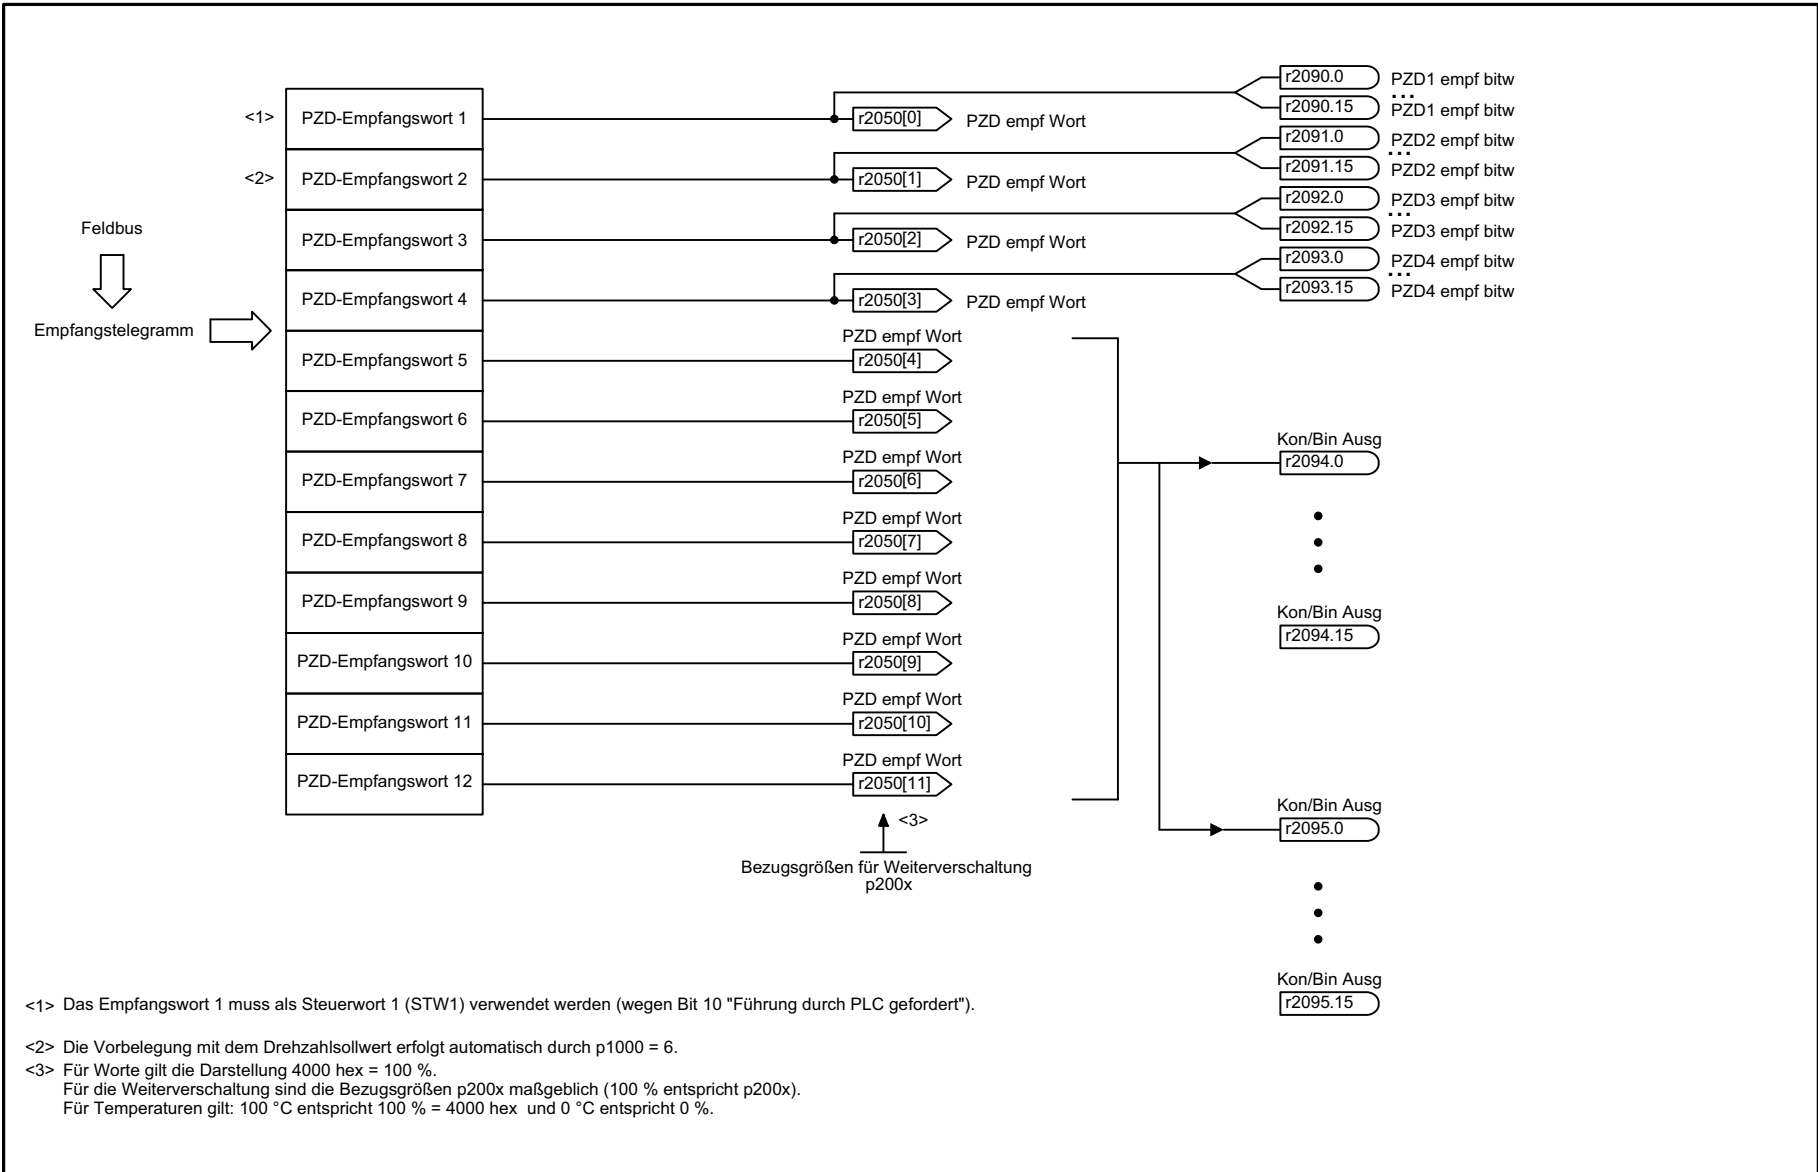 r2090.0 PZD1 empf bitw
...
<1> PZD-Empfangswort 1 r2050[0] PZD empf Wort r2090.15 PZD1 empf bitw
r2091.0 PZD2 empf bitw
...
<2> PZD-Empfangswort 2 r2050[1] PZD empf Wort r2091.15 PZD2 empf bitw
r2092.0 PZD3 empf bitw
...
Feldbus
PZD-Empfangswort 3 r2050[2] PZD empf Wort r2092.15 PZD3 empf bitw
r2093.0 PZD4 empf bitw
...
PZD-Empfangswort 4 r2050[3] PZD empf Wort r2093.15 PZD4 empf bitw
Empfangstelegramm
PZD empf Wort
PZD-Empfangswort 5 r2050[4]
PZD empf Wort
PZD-Empfangswort 6 r2050[5]
Kon/Bin Ausg
r2094.0
PZD empf Wort
PZD-Empfangswort 7 r2050[6]
PZD empf Wort
PZD-Empfangswort 8 r2050[7]
PZD empf Wort
PZD-Empfangswort 9 r2050[8]
Kon/Bin Ausg
r2094.15
PZD empf Wort
PZD-Empfangswort 10 r2050[9]
PZD empf Wort
PZD-Empfangswort 11 r2050[10]
PZD empf Wort
PZD-Empfangswort 12 r2050[11]
Kon/Bin Ausg
r2095.0
<3>
Bezugsgrößen für Weiterverschaltung
p200x
Kon/Bin Ausg
r2095.15
<1> Das Empfangswort 1 muss als Steuerwort 1 (STW1) verwendet werden (wegen Bit 10 "Führung durch PLC gefordert").
<2> Die Vorbelegung mit dem Drehzahlsollwert erfolgt automatisch durch p1000 = 6.
<3> Für Worte gilt die Darstellung 4000 hex = 100 %.
Für die Weiterverschaltung sind die Bezugsgrößen p200x maßgeblich (100 % entspricht p200x).
Für Temperaturen gilt: 100 °C entspricht 100 % = 4000 hex und 0 °C entspricht 0 %.